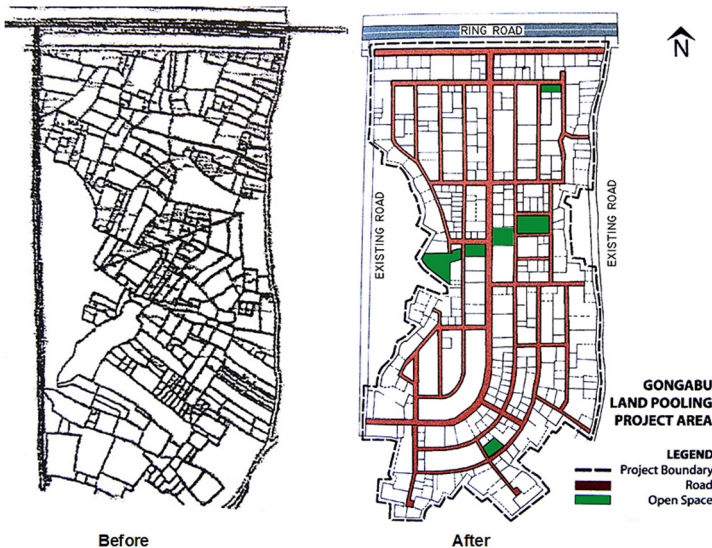 RING ROAD
N
EXISTING ROAD
EXISTING ROAD
GONGABU
LAND POOLING
PROJECT AREA
LEGEND
Project Boundary
Road
Open Space
Before
After